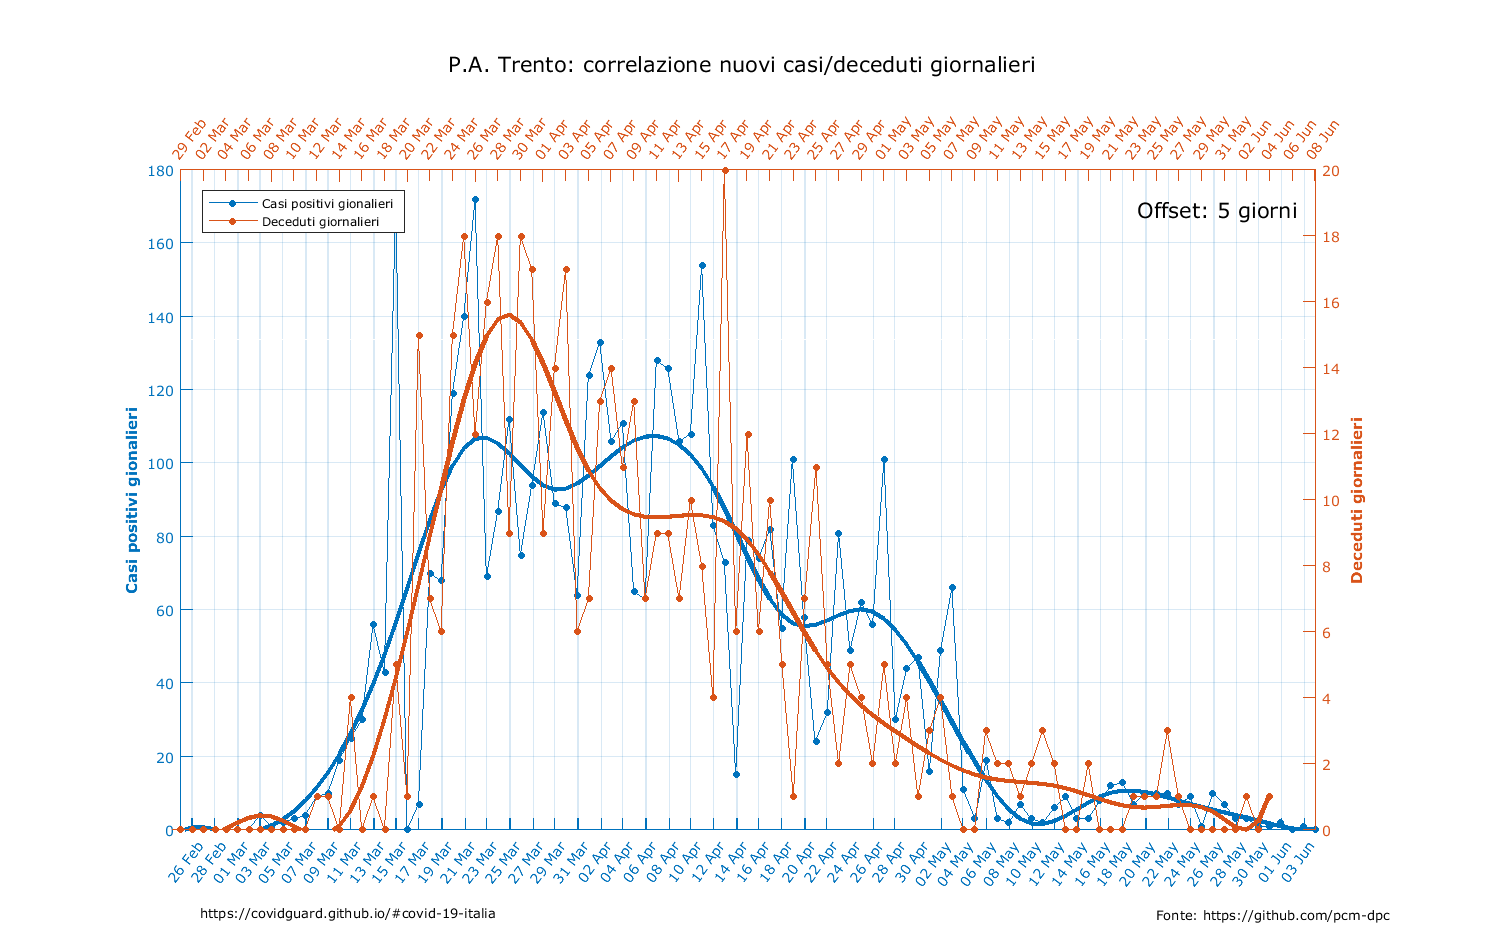 P.A. Trento: correlazione nuovi casi/deceduti giornalieri
29 Feb
02 Mar
04 Mar
06 Mar
08 Mar
10 Mar
12 Mar
14 Mar
16 Mar
18 Mar
20 Mar
22 Mar
24 Mar
26 Mar
28 Mar
30 Mar
01 Apr
03 Apr
05 Apr
07 Apr
09 Apr
11 Apr
13 Apr
15 Apr
17 Apr
19 Apr
21 Apr
23 Apr
25 Apr
27 Apr
29 Apr
01 May
03 May
05 May
07 May
09 May
11 May
13 May
15 May
17 May
19 May
21 May
23 May
25 May
27 May
29 May
31 May
02 Jun
04 Jun
06 Jun
08 Jun
Casi positivi gionalieri
Deceduti giornalieri
Offset: 5 giorni
Casi positivi gionalieri
180
160
140
120
100
80
60
40
20
0
20
18
16
14
12
10
8
6
4
2
0
Deceduti giornalieri
26 Feb
28 Feb
01 Mar
03 Mar
05 Mar
07 Mar
09 Mar
11 Mar
13 Mar
15 Mar
17 Mar
19 Mar
21 Mar
23 Mar
25 Mar
27 Mar
29 Mar
31 Mar
02 Apr
04 Apr
06 Apr
08 Apr
10 Apr
12 Apr
14 Apr
16 Apr
18 Apr
20 Apr
22 Apr
24 Apr
26 Apr
28 Apr
30 Apr
02 May
04 May
06 May
08 May
10 May
12 May
14 May
16 May
18 May
20 May
22 May
24 May
26 May
28 May
30 May
01 Jun
03 Jun
https://covidguard.github.io/#covid-19-italia
Fonte: https://github.com/pcm-dpc